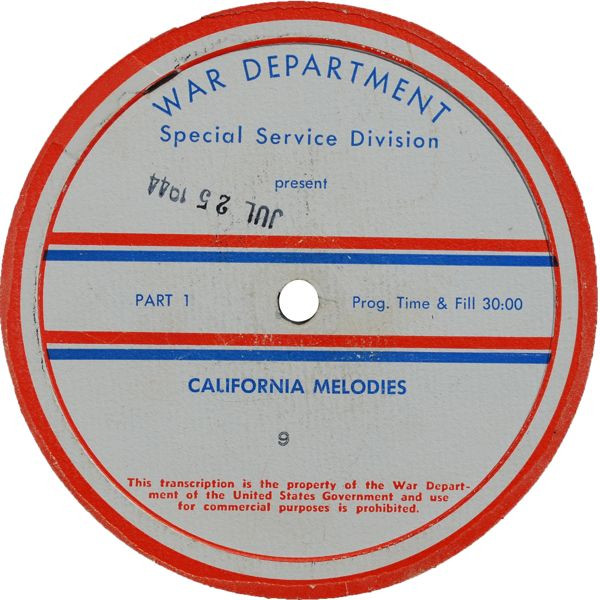 WAR DEPARTMENT
Special Service Division
present
JUL 25 1944
PART 1
Prog. Time & Fill 30:00
CALIFORNIA MELODIES
9
This transcription is the property of the War Depart-
ment of the United States Government and use
for commercial purposes is prohibited.